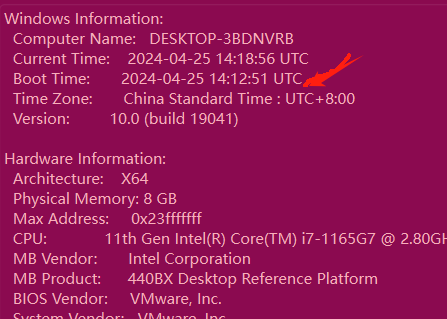 Windows Information:
Computer Name: DESKTOP-3BDNVRB
Current Time: 2024-04-25 14:18:56 UTC
Boot Time: 2024-04-25 14:12:51 UTC
Time Zone: China Standard Time : UTC+8:00
Version: 10.0 (build 19041)
Hardware Information:
Architecture: X64
Physical Memory: 8 GB
Max Address: 0x23fffffff
CPU: 11th Gen Intel(R) Core(TM) i7-1165G7 @ 2.80GH
MB Vendor: Intel Corporation
MB Product: 440BX Desktop Reference Platform
BIOS Vendor: VMware, Inc.
System Vendor: VMware, Inc.